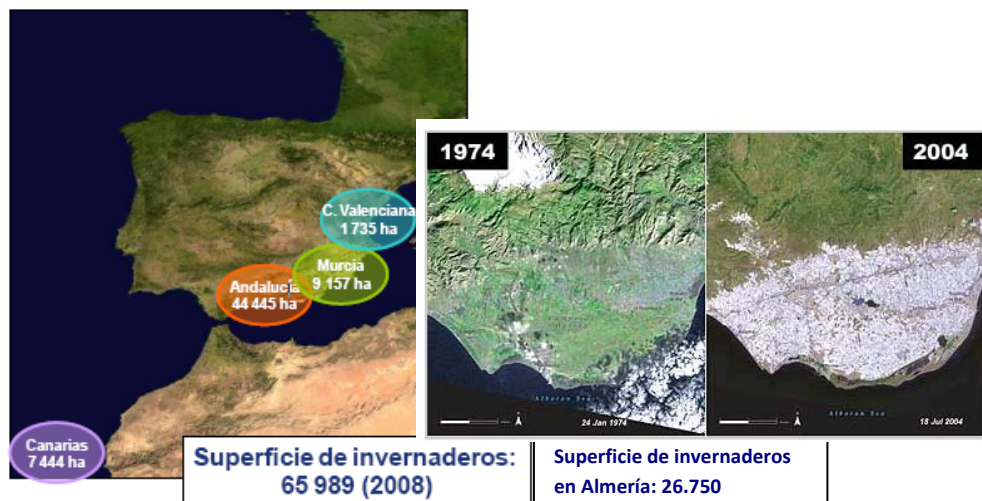 C. Valenciana
1 735 ha
Murcia
9 157 ha
Andalucía
44 445 ha
Canarias
7 444 ha
Superficie de invernaderos:
65 989 (2008)
1974
Alboran Sea
24 Jan 1974
2004
Alboran Sea
18 Jul 2004
Superficie de invernaderos
en Almería: 26.750